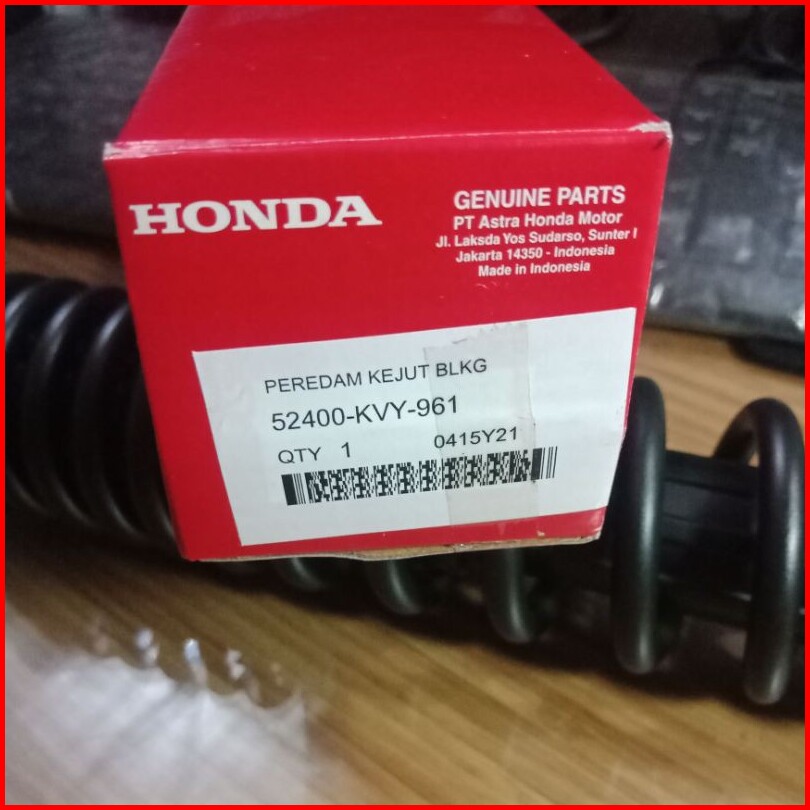 HONDA
GENUINE PARTS
PT Astra Honda Motor
Jl. Laksda Yos Sudarso, Sunter I
Jakarta 14350 - Indonesia
Made in Indonesia
PEREDAM KEJUT BLKG
52400-KVY-961
QTY 1 0415Y21